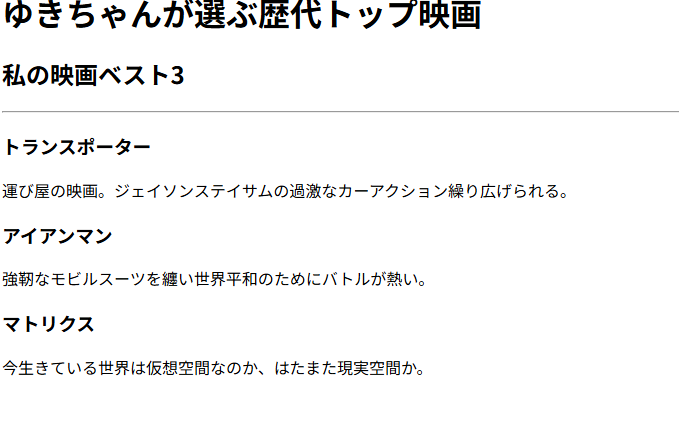 ゆきちゃんが選ぶ歴代トップ映画
私の映画ベスト3
トランスポーター
運び屋の映画。ジェイソンステイサムの過激なカーアクション繰り広げられる。
アイアンマン
強靭なモビルスーツを纏い世界平和のためにバトルが熱い。
マトリクス
今生きている世界は仮想空間なのか、はたまた現実空間か。